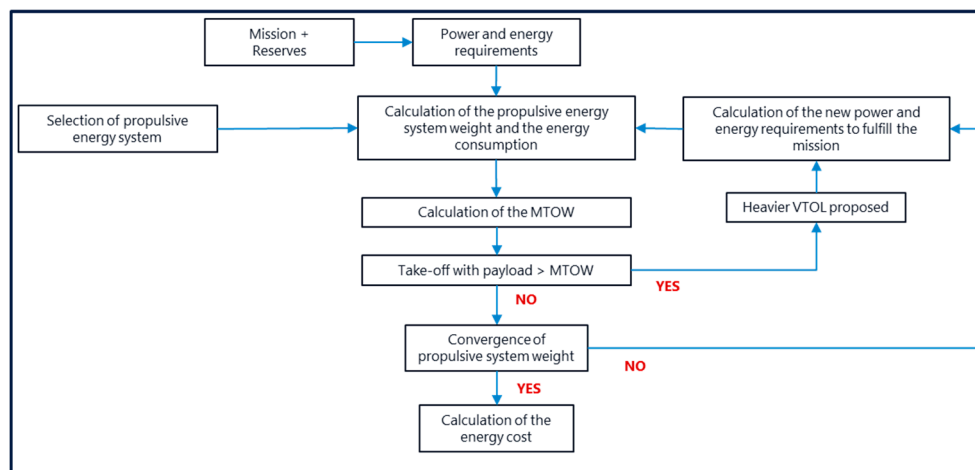 Mission +
Reserves
Power and energy
requirements
Selection of propulsive
energy system
Calculation of the propulsive energy
system weight and the energy
consumption
Calculation of the new power and
energy requirements to fulfill the
mission
Calculation of the MTOW
Heavier VTOL proposed
Take-off with payload > MTOW
YES
NO
Convergence of
propulsive system weight
NO
YES
Calculation of the
energy cost